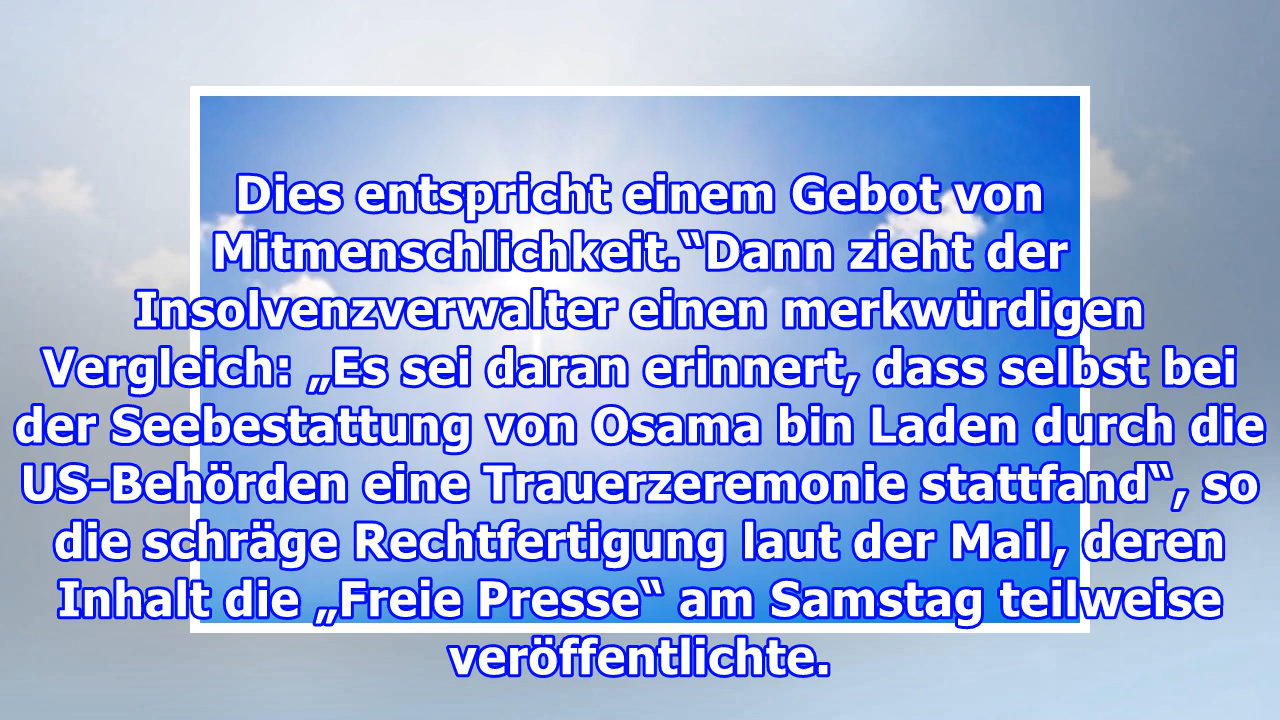 Dies entspricht einem Gebot von
Mitmenschlichkeit.“Dann zieht der
Insolvenzverwalter einen merkwürdigen
Vergleich: „Es sei daran erinnert, dass selbst bei
der Seebestattung von Osama bin Laden durch die
US-Behörden eine Trauerzeremonie stattfand“, so
die schräge Rechtfertigung laut der Mail, deren
Inhalt die „Freie Presse“ am Samstag teilweise
veröffentlichte.